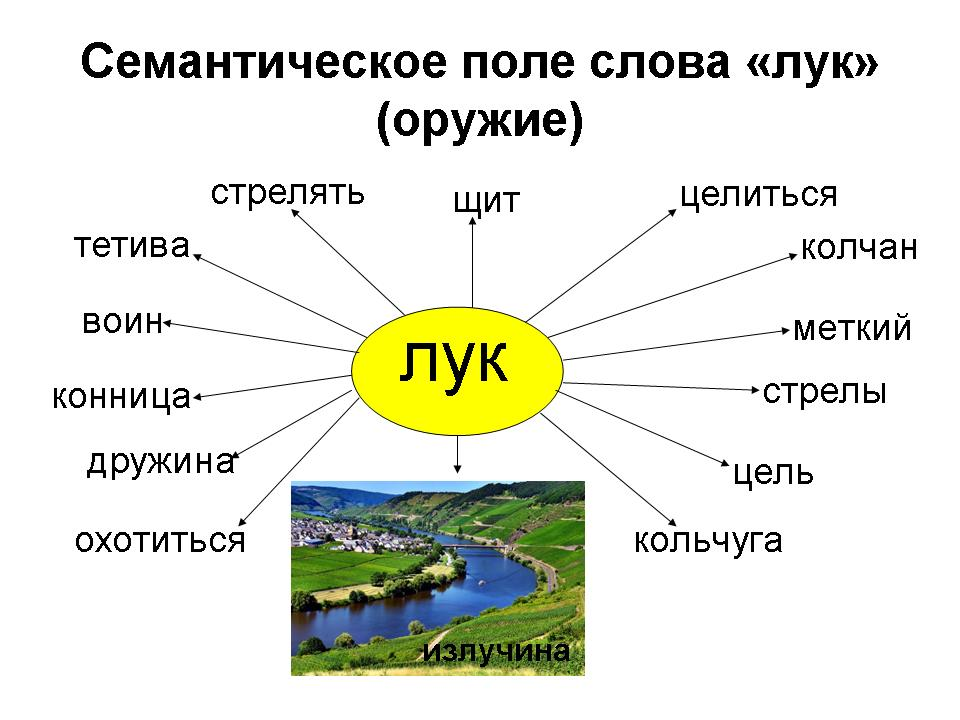 Семантическое поле слова «лук»
(оружие)
стрелять
щит
целиться
тетива
колчан
воин
меткий
лук
конница
стрелы
дружина
цель
охотиться
кольчуга
излучина